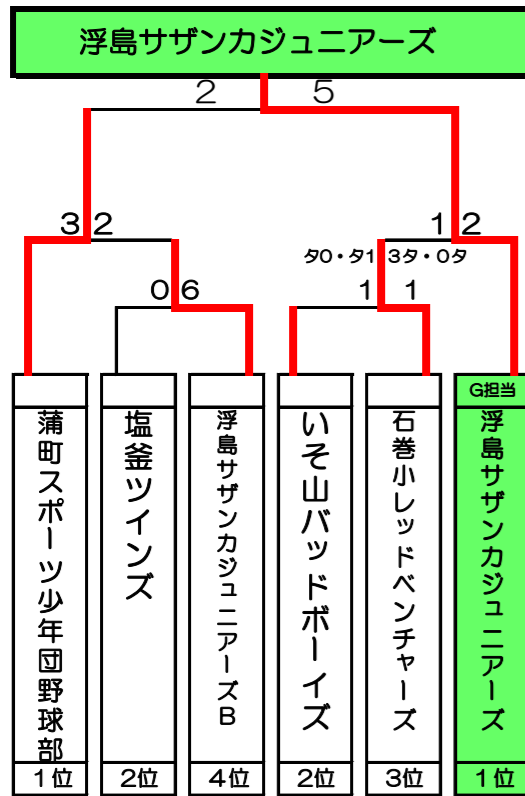 浮島サザンカジュニアーズ
2 5
3 2
1 2
タ0・タ1 3タ・0タ
0 6
1 1
G担当
蒲町スポーツ少年団野球部
塩釜ツインズ
浮島サザンカジュニアーズB
いそ山バッドボーイズ
石巻小レッドベンチャーズ
浮島サザンカジュニアーズ
1位
2位
4位
2位
3位
1位